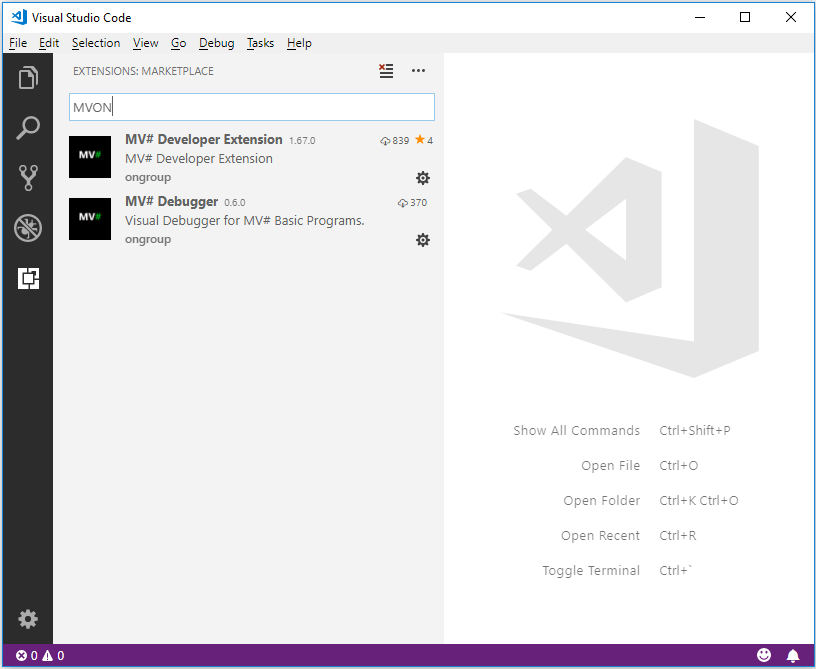 Visual Studio Code
File Edit Selection View Go Debug Tasks Help
EXTENSIONS: MARKETPLACE
MVON
MV#
MV# Developer Extension 1.67.0 839 4
MV# Developer Extension
ongroup
MV#
MV# Debugger 0.6.0 370
Visual Debugger for MV# Basic Programs.
ongroup
Show All Commands Ctrl+Shift+P
Open File Ctrl+O
Open Folder Ctrl+K Ctrl+O
Open Recent Ctrl+R
Toggle Terminal Ctrl+`
0 0